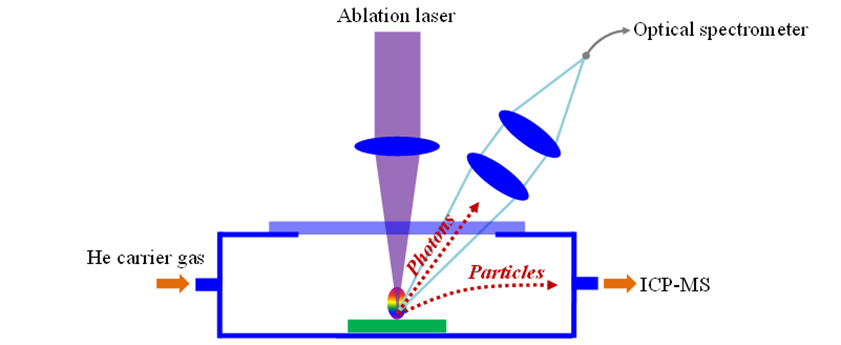 Ablation laser
Optical spectrometer
Photons
He carrier gas
Particles
ICP-MS